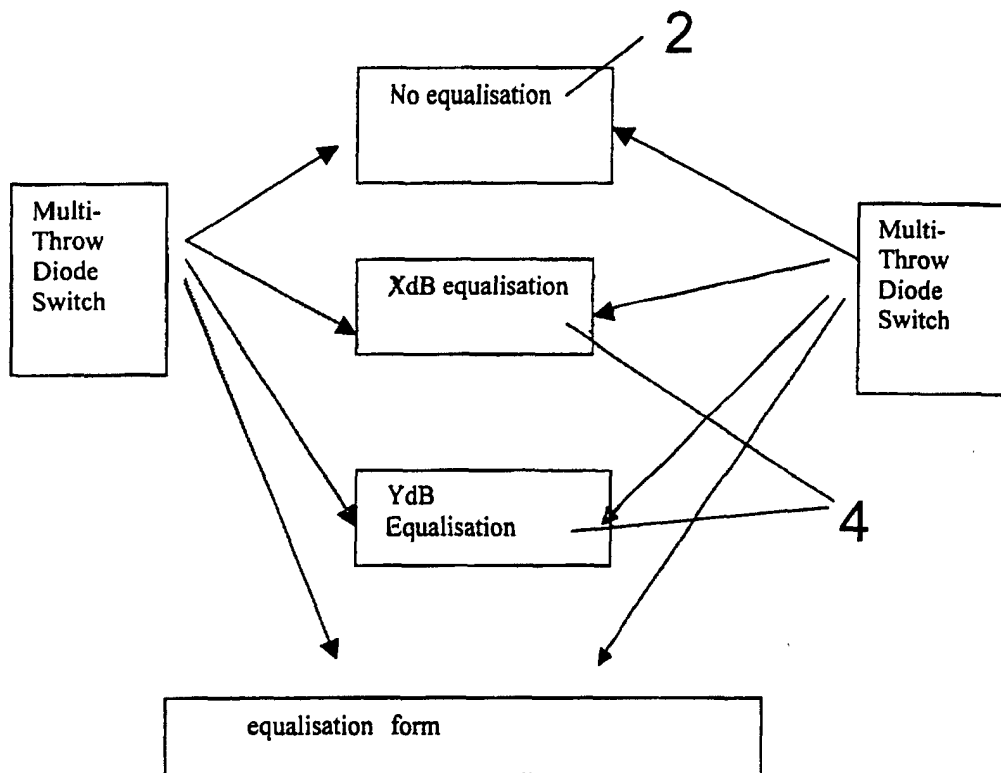 2
No equalisation
Multi-
Throw
Diode
Switch
XdB equalisation
Multi-
Throw
Diode
Switch
YdB
Equalisation
4
equalisation form